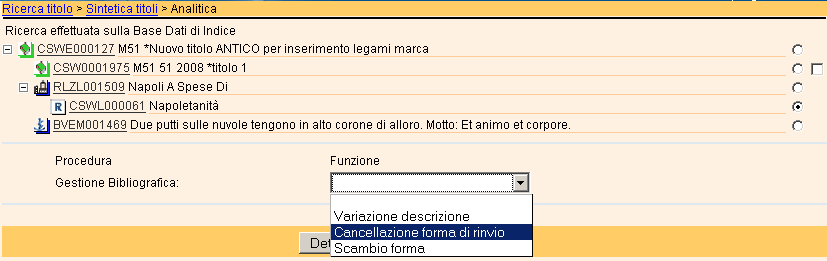 Ricerca titolo > Sintetica titoli > Analitica
Ricerca effettuata sulla Base Dati di Indice
CSWE000127 M51 *Nuovo titolo ANTICO per inserimento legami marca
CSW0001975 M51 51 2008 *titolo 1
RLZL001509 Napoli A Spese Di
R CSWL000061 Napoletanità
BVEM001469 Due putti sulle nuvole tengono in alto corone di alloro. Motto: Et animo et corpore.
Procedura Funzione
Gestione Bibliografica:
Variazione descrizione
Cancellazione forma di rinvio
Det Scambio forma